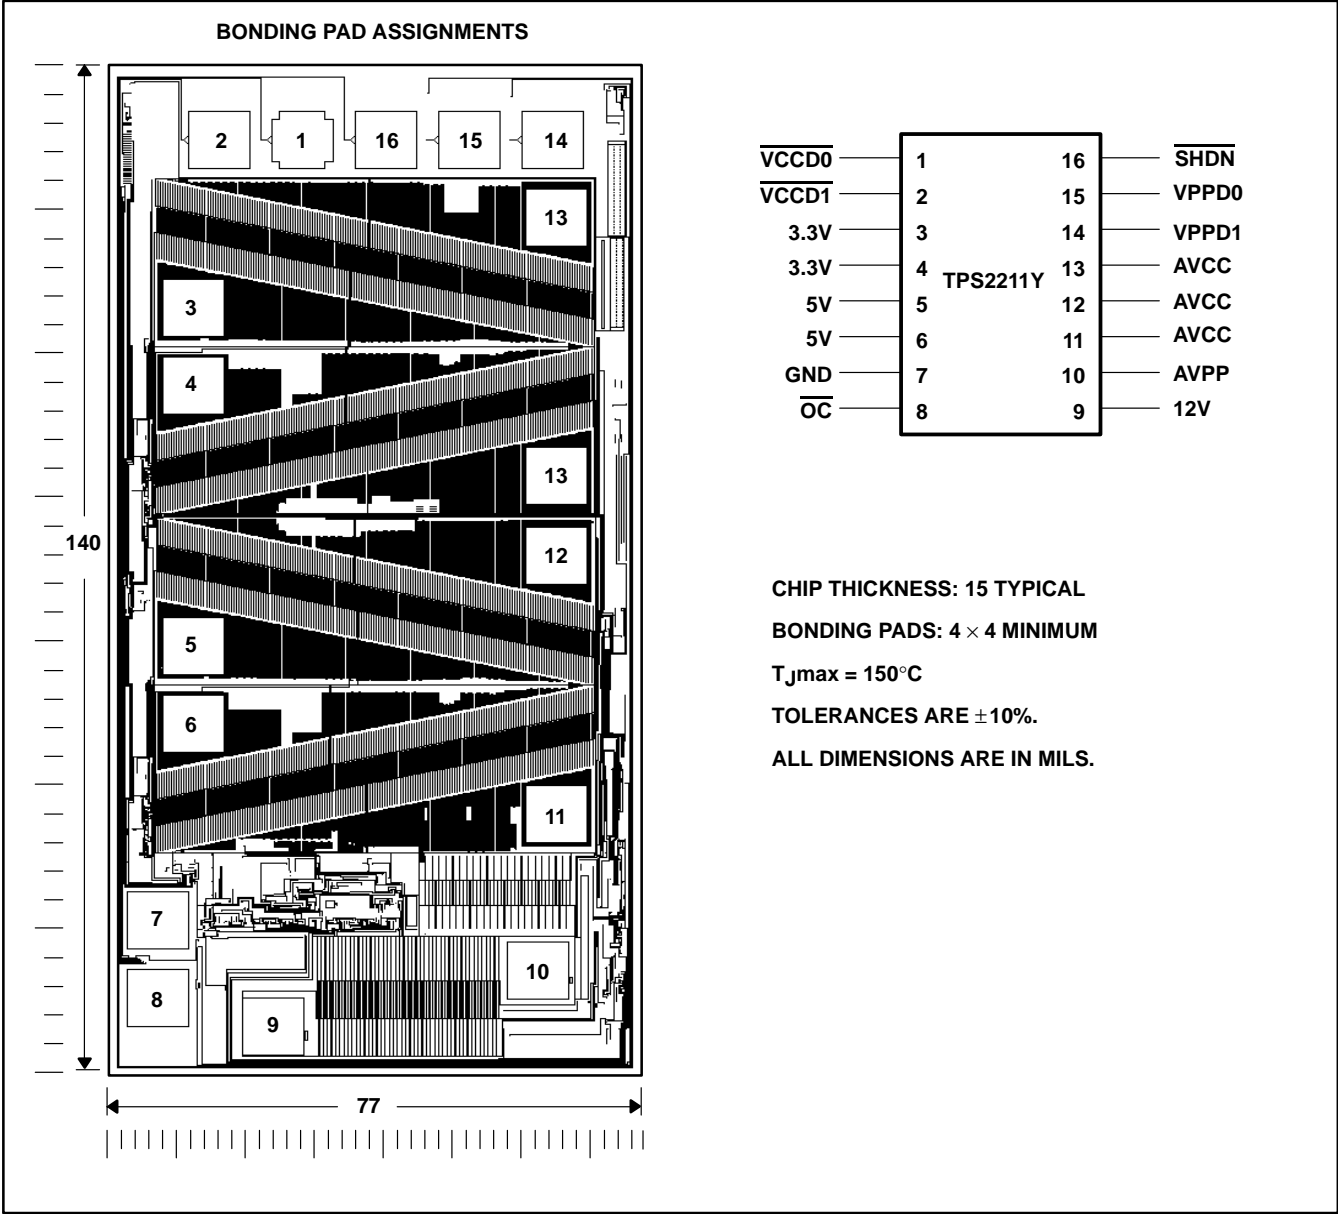 BONDING PAD ASSIGNMENTS
2 1 16 15 14
13
3
4
13
12
5
6
11
7
10
8
9
140
77
VCCD0 1 16 SHDN
VCCD1 2 15 VPPD0
3.3V 3 14 VPPD1
3.3V 4 13 AVCC
TPS2211Y
5V 5 12 AVCC
5V 6 11 AVCC
GND 7 10 AVPP
OC 8 9 12V
CHIP THICKNESS: 15 TYPICAL
BONDING PADS: 4 × 4 MINIMUM
TJmax = 150°C
TOLERANCES ARE ±10%.
ALL DIMENSIONS ARE IN MILS.